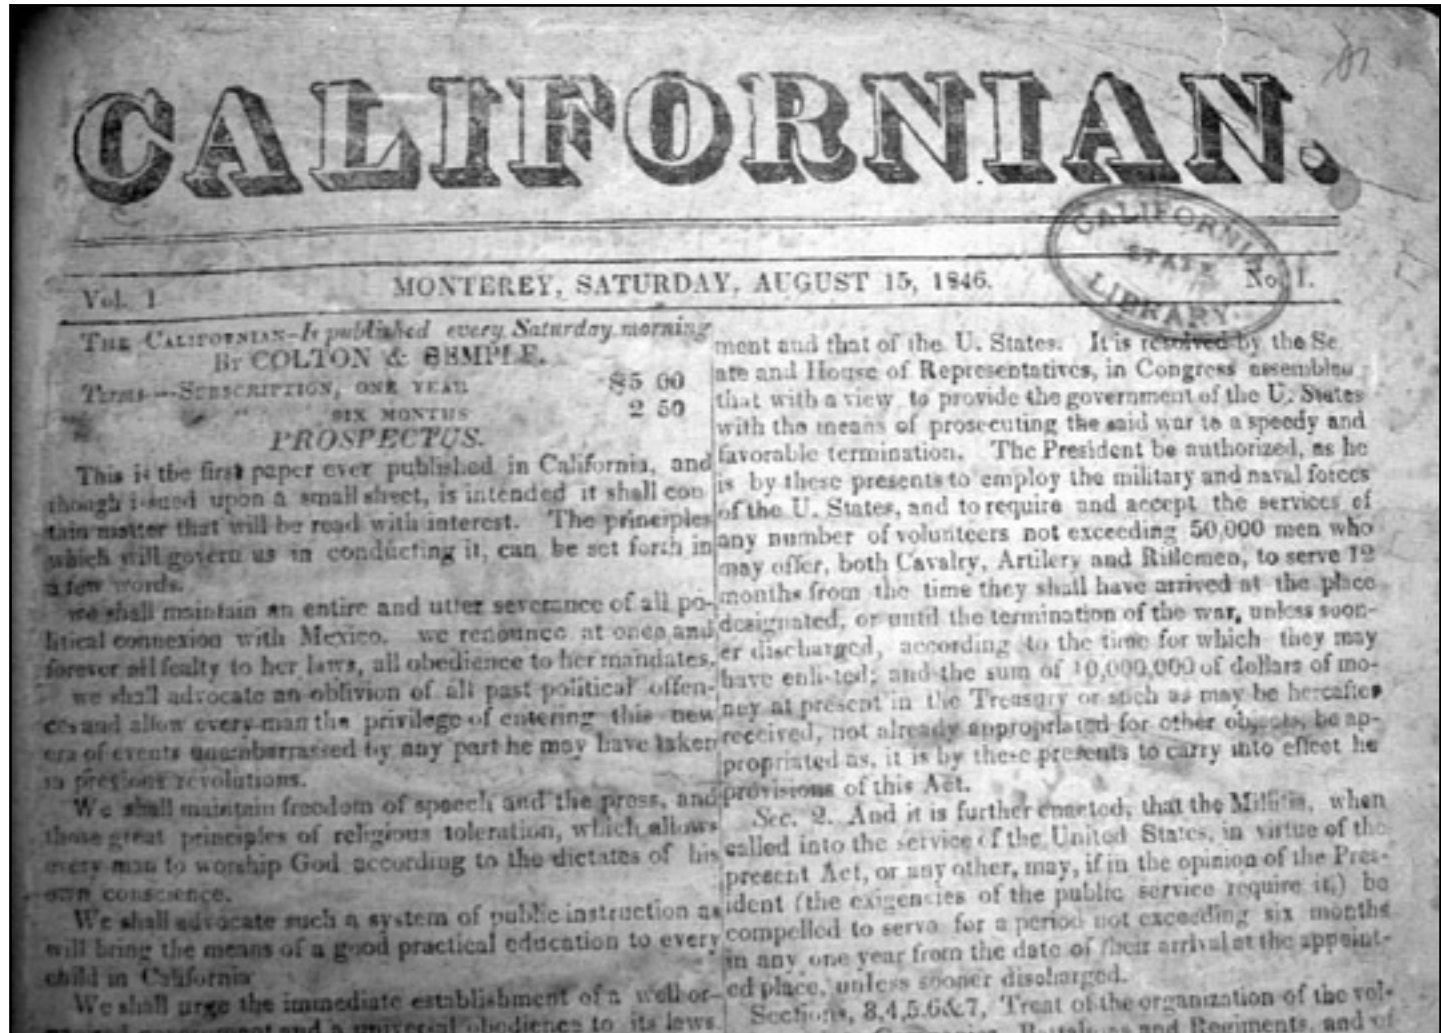 CALIFORNIAN.
CALIFORNIA
STATE
LIBRARY
Vol. 1 MONTEREY, SATURDAY, AUGUST 15, 1846. No. 1.
THE CALIFORNIAN—Is published every Saturday morning
By COLTON & SEMPLE.
Terms—SUBSCRIPTION, ONE YEAR $5 00
" " SIX MONTHS 2 50
PROSPECTUS.
This is the first paper ever published in California, and
though issued upon a small sheet, is intended it shall con
tain matter that will be read with interest. The principles
which will govern us in conducting it, can be set forth in
a few words.
we shall maintain an entire and utter severance of all po-
litical connexion with Mexico. we renounce at once and
forever all fealty to her laws, all obedience to her mandates.
we shall advocate an oblivion of all past political offen-
ces and allow every man the privilege of entering this new
era of events unembarrassed by any part he may have taken
in previous revolutions.
We shall maintain freedom of speech and the press, and
those great principles of religious toleration, which allows
every man to worship God according to the dictates of his
own conscience.
We shall advocate such a system of public instruction as
will bring the means of a good practical education to every
child in California
We shall urge the immediate establishment of a well or-
government and a universal obedience to its laws
ment and that of the U. States. It is resolved by the Se
ate and House of Representatives, in Congress assembled
that with a view to provide the government of the U. States
with the means of prosecuting the said war to a speedy and
favorable termination. The President be authorized, as he
is by these presents to employ the military and naval forces
of the U. States, and to require and accept the services of
any number of volunteers not exceeding 50,000 men who
may offer, both Cavalry, Artilery and Riflemen, to serve 12
months from the time they shall have arrived at the place
designated, or until the termination of the war, unless soon-
er discharged, according to the time for which they may
have enlisted; and the sum of 10,000,000 of dollars of mo-
ney at present in the Treasury or such as may be hereafter
received, not already appropriated for other objects, be ap-
propriated as, it is by these presents to carry into effect he
provisions of this Act.
Sec. 2. And it is further enacted, that the Militia, when
called into the service of the United States, in virtue of the
present Act, or any other, may, if in the opinion of the Pres-
ident (the exigencies of the public service require it,) be
compelled to serve for a period not exceeding six months
in any one year from the date of their arrival at the appoint-
ed place, unless sooner discharged.
Sections, 3,4,5,6&7, Treat of the organization of the vol-
and Regiments, and of